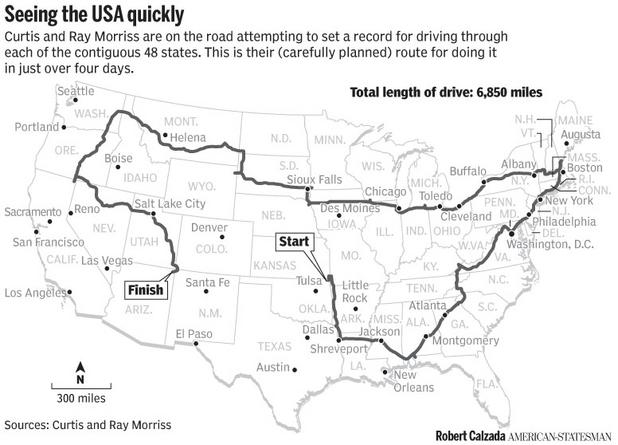 Seeing the USA quickly
Curtis and Ray Morriss are on the road attempting to set a record for driving through
each of the contiguous 48 states. This is their (carefully planned) route for doing it
in just over four days.
Total length of drive: 6,850 miles
Seattle
WASH.
Portland
ORE.
MONT.
Helena
Boise
IDAHO
WYO.
N.D.
S.D.
MINN.
Sioux Falls
WIS.
MICH.
N.H.
VT.
MAINE
Augusta
Buffalo
Albany
N.Y.
MASS.
Boston
R.I.
CONN.
New York
N.J.
Philadelphia
DEL.
Washington, D.C.
MD.
PENN.
Chicago
Toledo
Cleveland
Des Moines
IOWA
NEB.
ILL.
IND.
OHIO
W.VA.
VA.
Sacramento
Reno
Salt Lake City
San Francisco
NEV.
UTAH
Denver
COLO.
CALIF.
Las Vegas
Start
KANSAS
MO.
KY.
Finish
Los Angeles
ARIZ.
Santa Fe
N.M.
Tulsa
OKLA.
Little
Rock
ARK.
TENN.
N.C.
S.C.
Atlanta
GA.
MISS.
ALA.
El Paso
TEXAS
Dallas
Jackson
Shreveport
Montgomery
Austin
LA.
New
Orleans
FLA.
N
300 miles
Sources: Curtis and Ray Morriss
Robert Calzada AMERICAN-STATESMAN